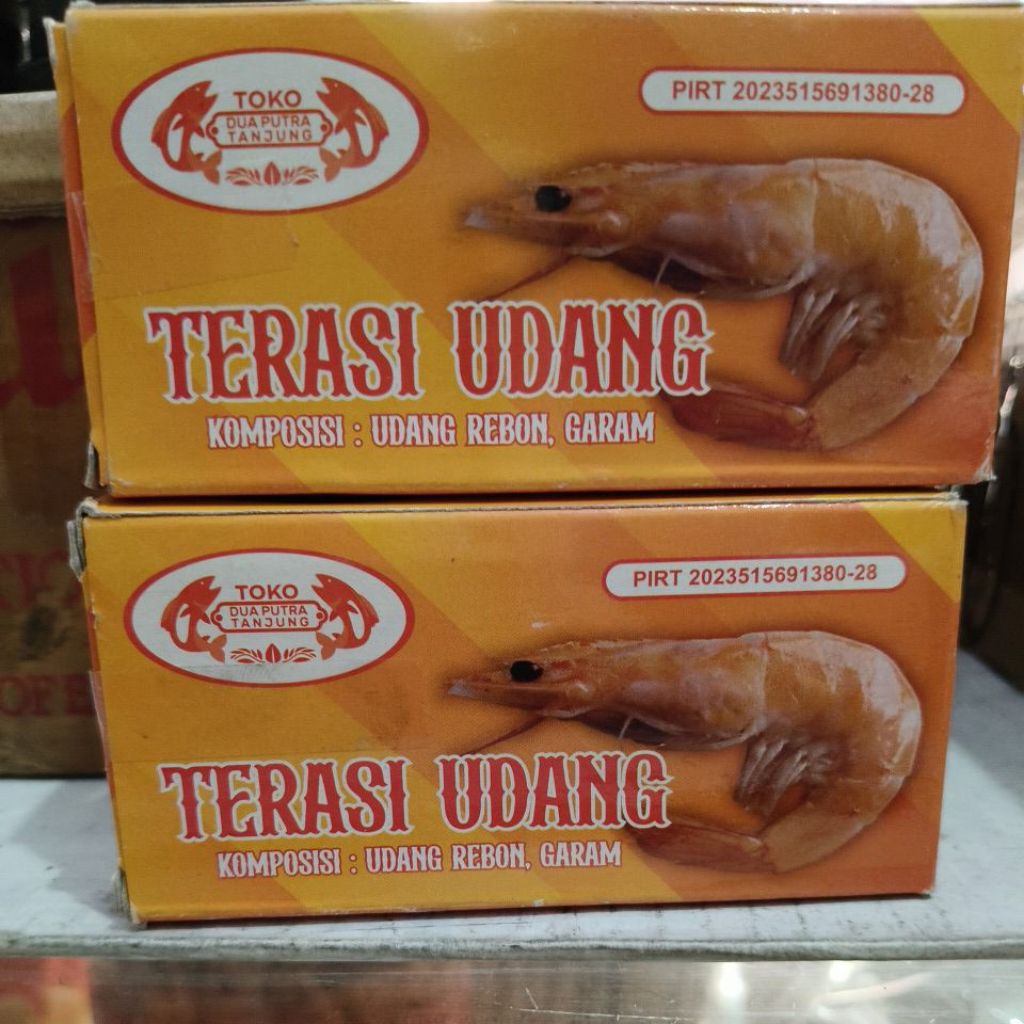 TOKO
DUA PUTRA
TANJUNG
PIRT 2023515691380-28
TERASI UDANG
KOMPOSISI : UDANG REBON, GARAM
TOKO
DUA PUTRA
TANJUNG
PIRT 2023515691380-28
TERASI UDANG
KOMPOSISI : UDANG REBON, GARAM